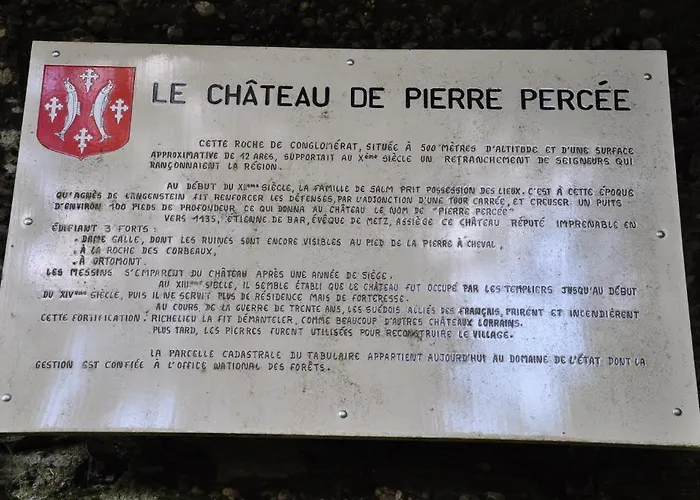 LE CHÂTEAU DE PIERRE PERCÉE
CETTE ROCHE DE CONGLOMÉRAT, SITUÉE À 500 MÈTRES D'ALTITUDE ET D'UNE SURFACE
APPROXIMATIVE DE 42 ARES, SUPPORTAIT AU Xème SIÈCLE UN RETRANCHEMENT DE SEIGNEURS QUI
RANÇONNAIENT LA RÉGION.
AU DÉBUT DU XIème SIÈCLE, LA FAMILLE DE SALM PRIT POSSESSION DES LIEUX. C'EST À CETTE ÉPOQUE
QU'AGNÈS DE LANGENSTEIN FIT RENFORCER LES DÉFENSES, PAR L'ADJONCTION D'UNE TOUR CARRÉE, ET CREUSER UN PUITS
D'ENVIRON 100 PIEDS DE PROFONDEUR CE QUI DONNA AU CHÂTEAU LE NOM DE "PIERRE PERCÉE"
VERS 1135, ÉTIENNE DE BAR, ÉVÊQUE DE METZ, ASSIÈGE CE CHÂTEAU RÉPUTÉ IMPRENABLE EN
ÉDIFIANT 3 FORTS :
• DAME GALLE, DONT LES RUINES SONT ENCORE VISIBLES AU PIED DE LA PIERRE À CHEVAL,
• À LA ROCHE DES CORBEAUX,
• À ORTOMONT.
LES MESSINS S'EMPARENT DU CHÂTEAU APRÈS UNE ANNÉE DE SIÈGE.
AU XIIIème SIÈCLE, IL SEMBLE ÉTABLI QUE LE CHÂTEAU FUT OCCUPÉ PAR LES TEMPLIERS JUSQU'AU DÉBUT
DU XIVème SIÈCLE, PUIS IL NE SERVIT PLUS DE RÉSIDENCE MAIS DE FORTERESSE.
AU COURS DE LA GUERRE DE TRENTE ANS, LES SUÉDOIS ALLIÉS DES FRANÇAIS, PRIRENT ET INCENDIÈRENT
CETTE FORTIFICATION. RICHELIEU LA FIT DÉMANTELER, COMME BEAUCOUP D'AUTRES CHÂTEAUX LORRAINS.
PLUS TARD, LES PIERRES FURENT UTILISÉES POUR RECONSTRUIRE LE VILLAGE.
LA PARCELLE CADASTRALE DU TABULAIRE APPARTIENT AUJOURD'HUI AU DOMAINE DE L'ÉTAT DONT LA
GESTION EST CONFIÉE À L'OFFICE NATIONAL DES FORÊTS.